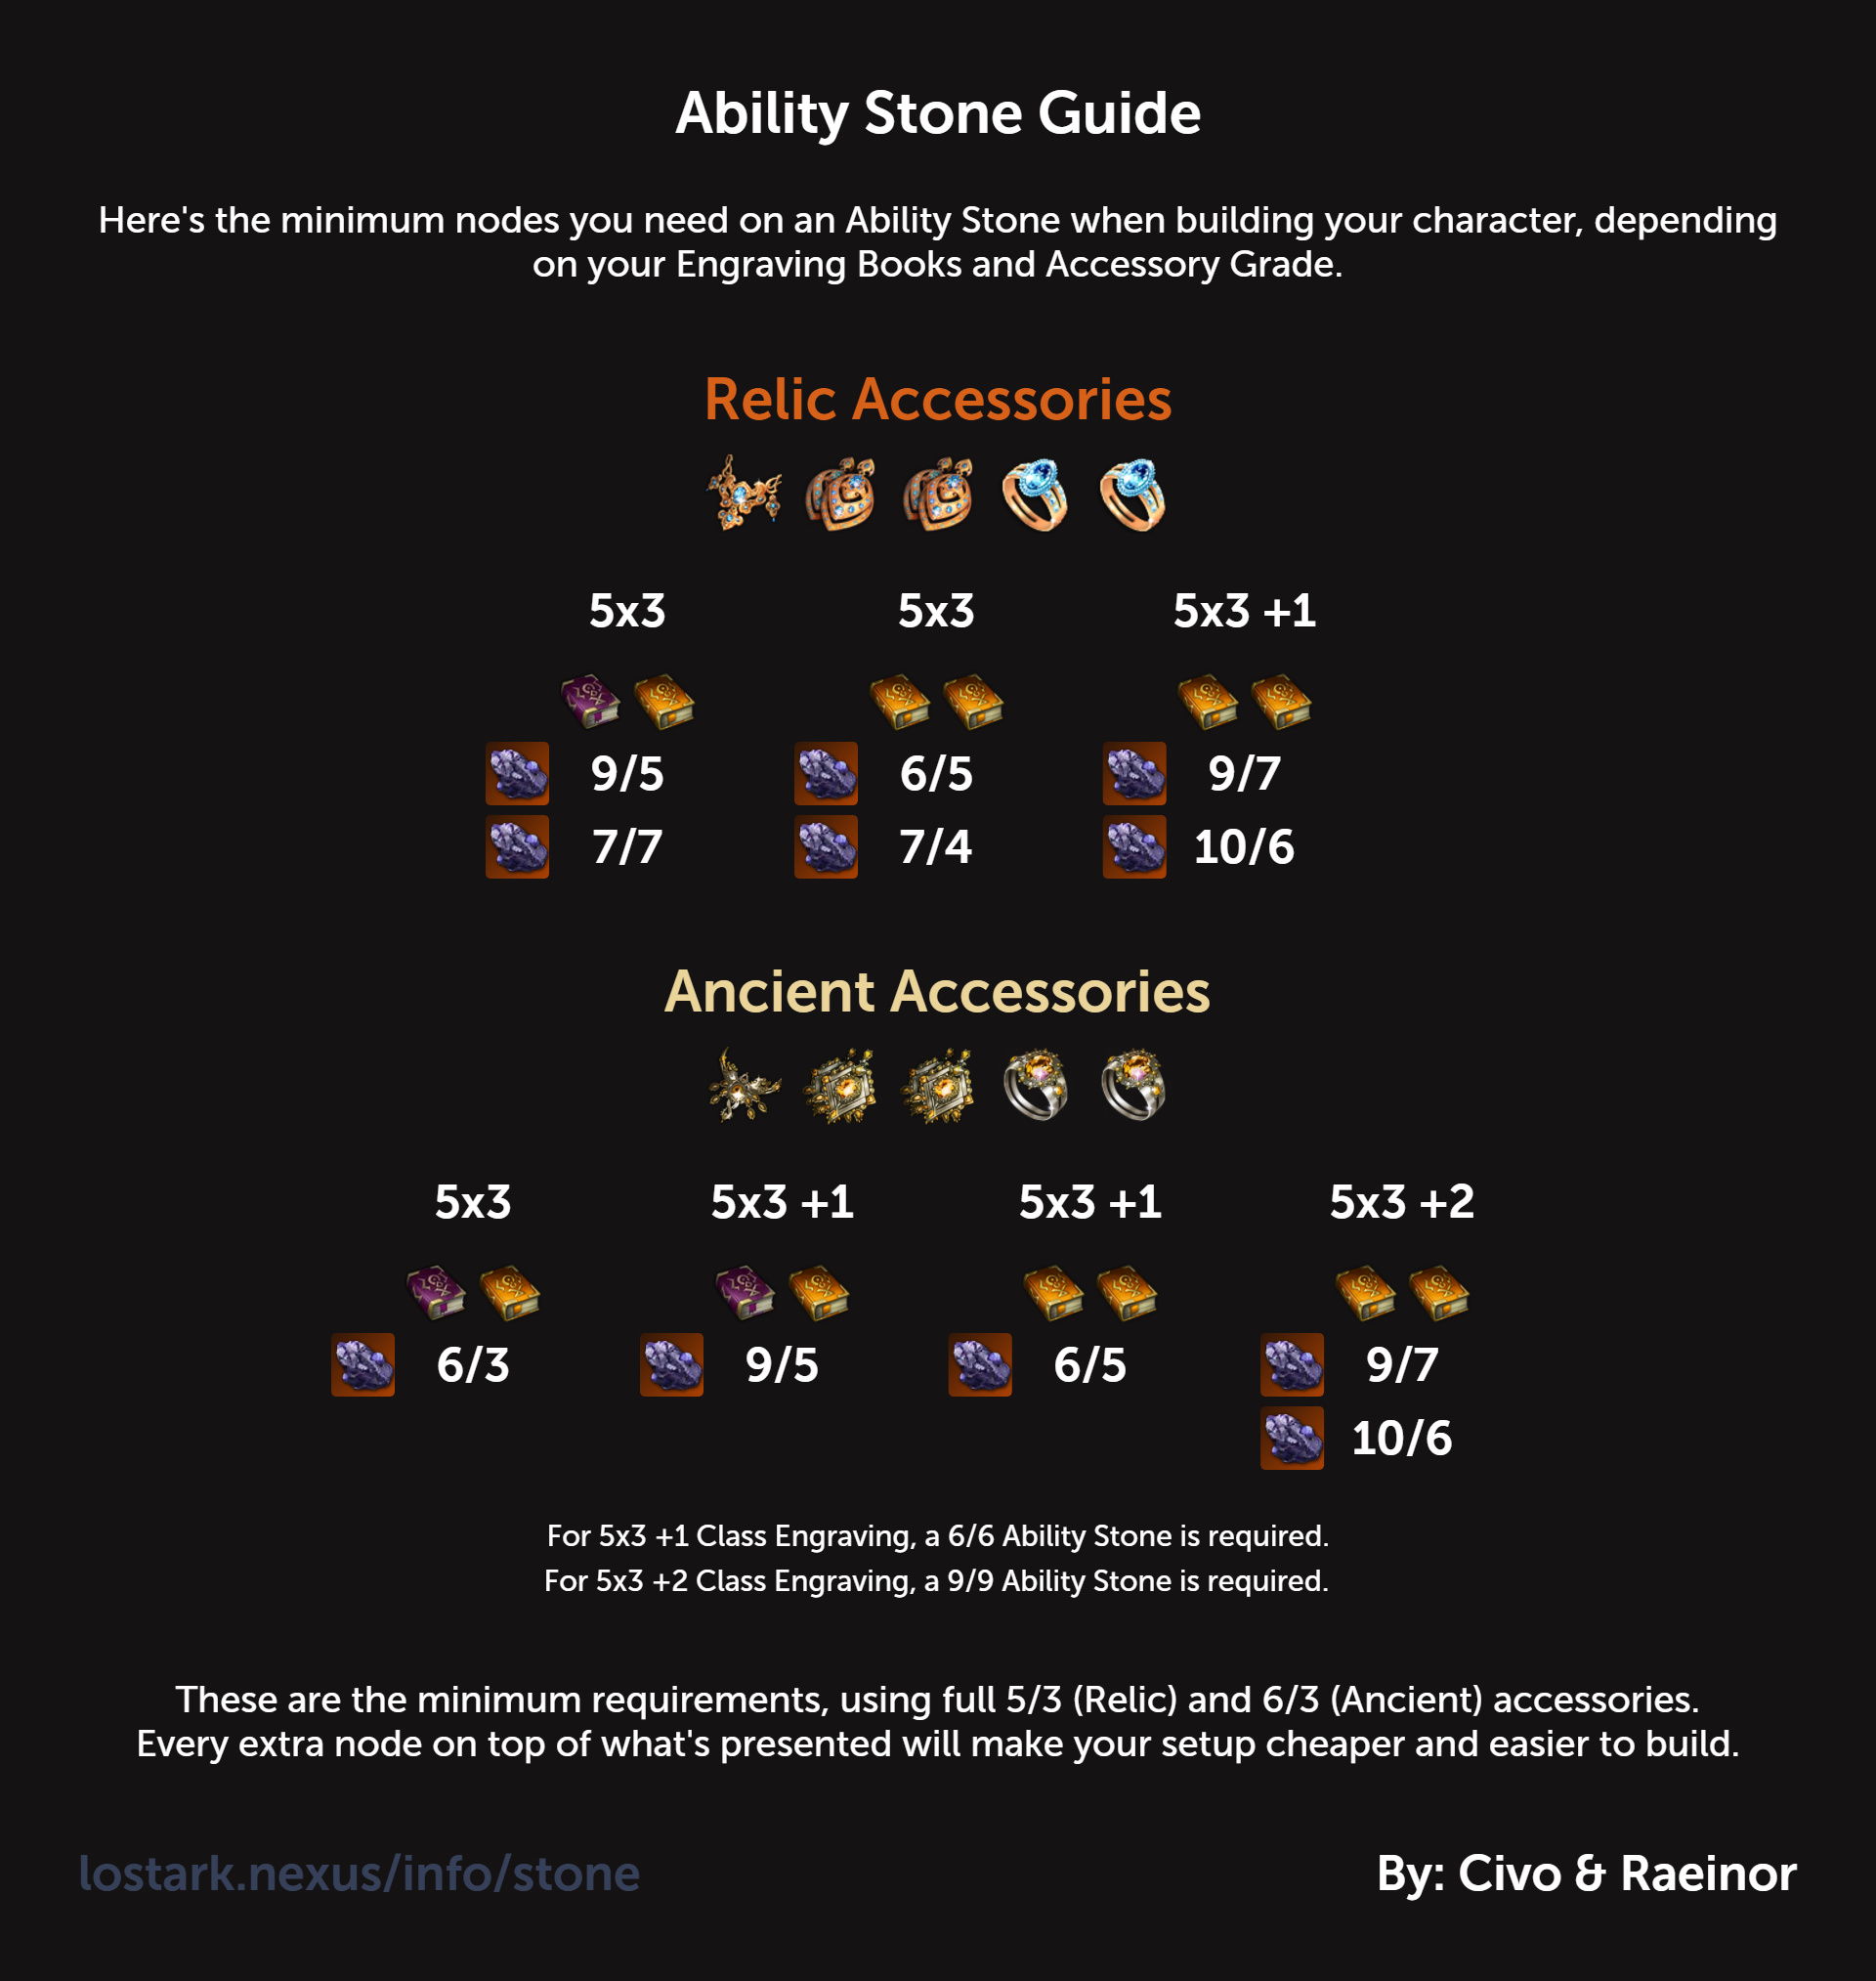 Ability Stone Guide
Here's the minimum nodes you need on an Ability Stone when building your character, depending
on your Engraving Books and Accessory Grade.
Relic Accessories
5x3 5x3 5x3 +1
9/5 6/5 9/7
7/7 7/4 10/6
Ancient Accessories
5x3 5x3 +1 5x3 +1 5x3 +2
6/3 9/5 6/5 9/7
10/6
For 5x3 +1 Class Engraving, a 6/6 Ability Stone is required.
For 5x3 +2 Class Engraving, a 9/9 Ability Stone is required.
These are the minimum requirements, using full 5/3 (Relic) and 6/3 (Ancient) accessories.
Every extra node on top of what's presented will make your setup cheaper and easier to build.
lostark.nexus/info/stone By: Civo & Raeinor